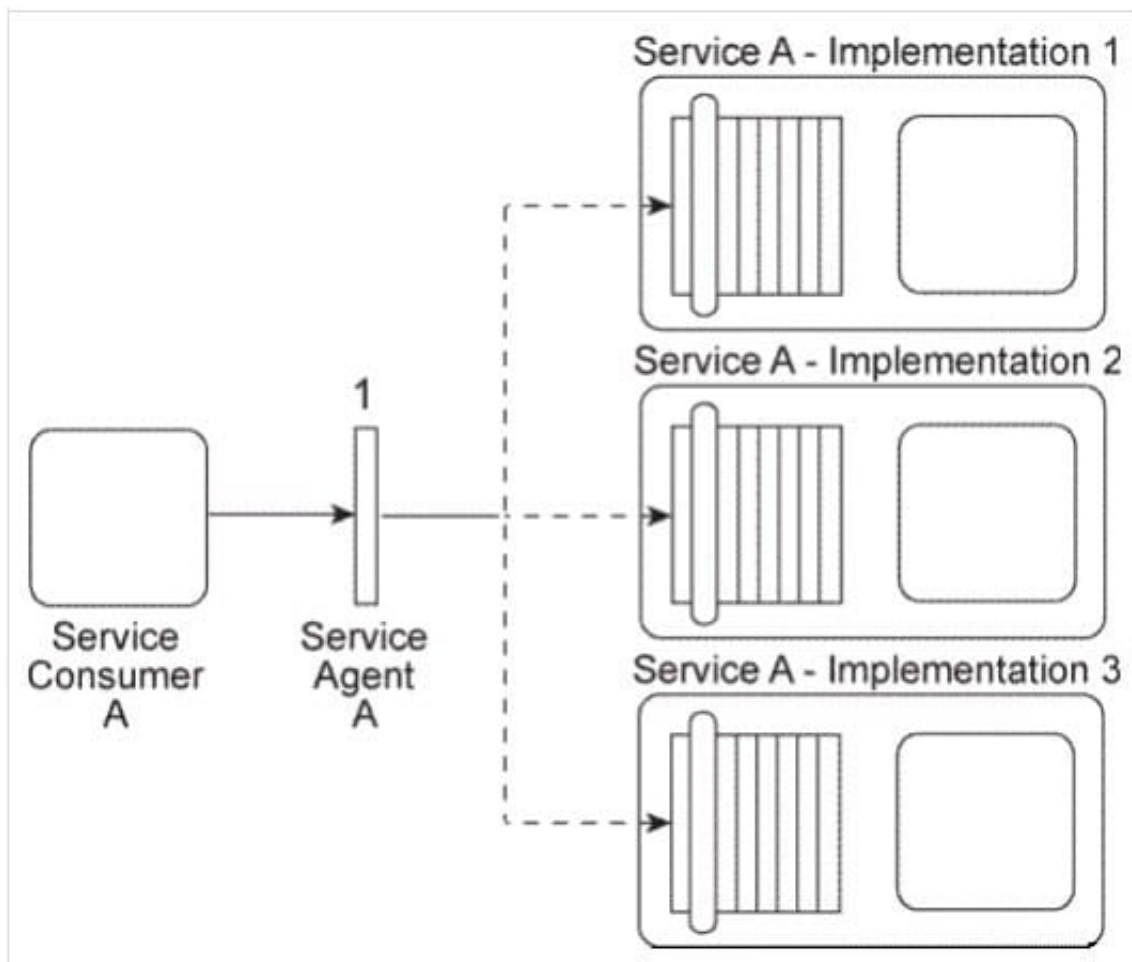 Service A - Implementation 1
Service A - Implementation 2
1
Service
Consumer
A
Service
Agent
A
Service A - Implementation 3